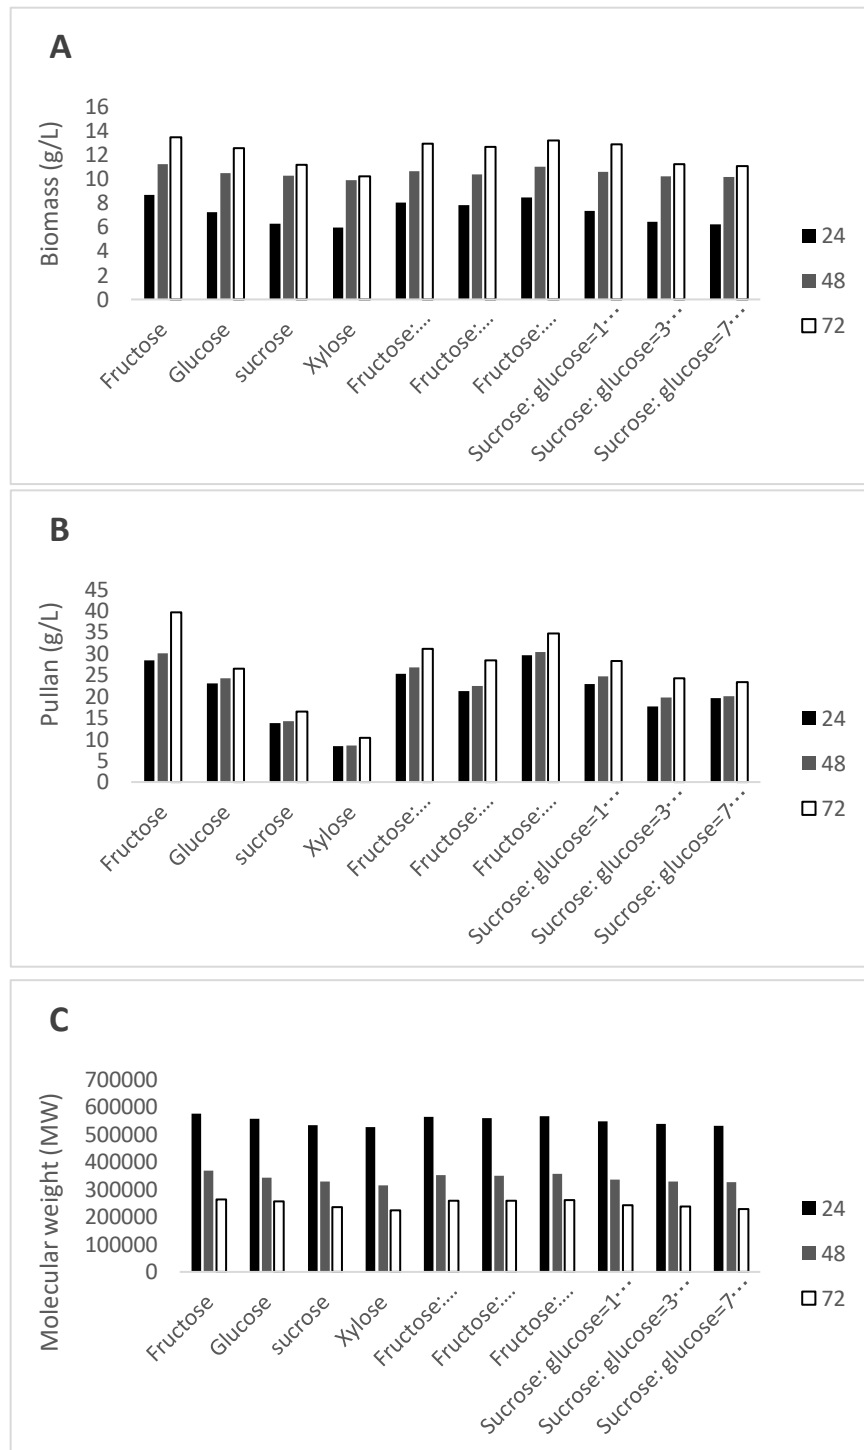 A
Biomass (g/L)
16
14
12
10
8
6
4
2
0
Fructose
Glucose
sucrose
Xylose
Fructose:....
Fructose:....
Fructose:....
Sucrose: glucose=1…
Sucrose: glucose=3…
Sucrose: glucose=7…
24
48
72
B
Pullan (g/L)
45
40
35
30
25
20
15
10
5
0
Fructose
Glucose
sucrose
Xylose
Fructose:....
Fructose:....
Fructose:....
Sucrose: glucose=1…
Sucrose: glucose=3…
Sucrose: glucose=7…
24
48
72
C
Molecular weight (MW)
700000
600000
500000
400000
300000
200000
100000
0
Fructose
Glucose
sucrose
Xylose
Fructose:....
Fructose:....
Fructose:....
Sucrose: glucose=1…
Sucrose: glucose=3…
Sucrose: glucose=7…
24
48
72